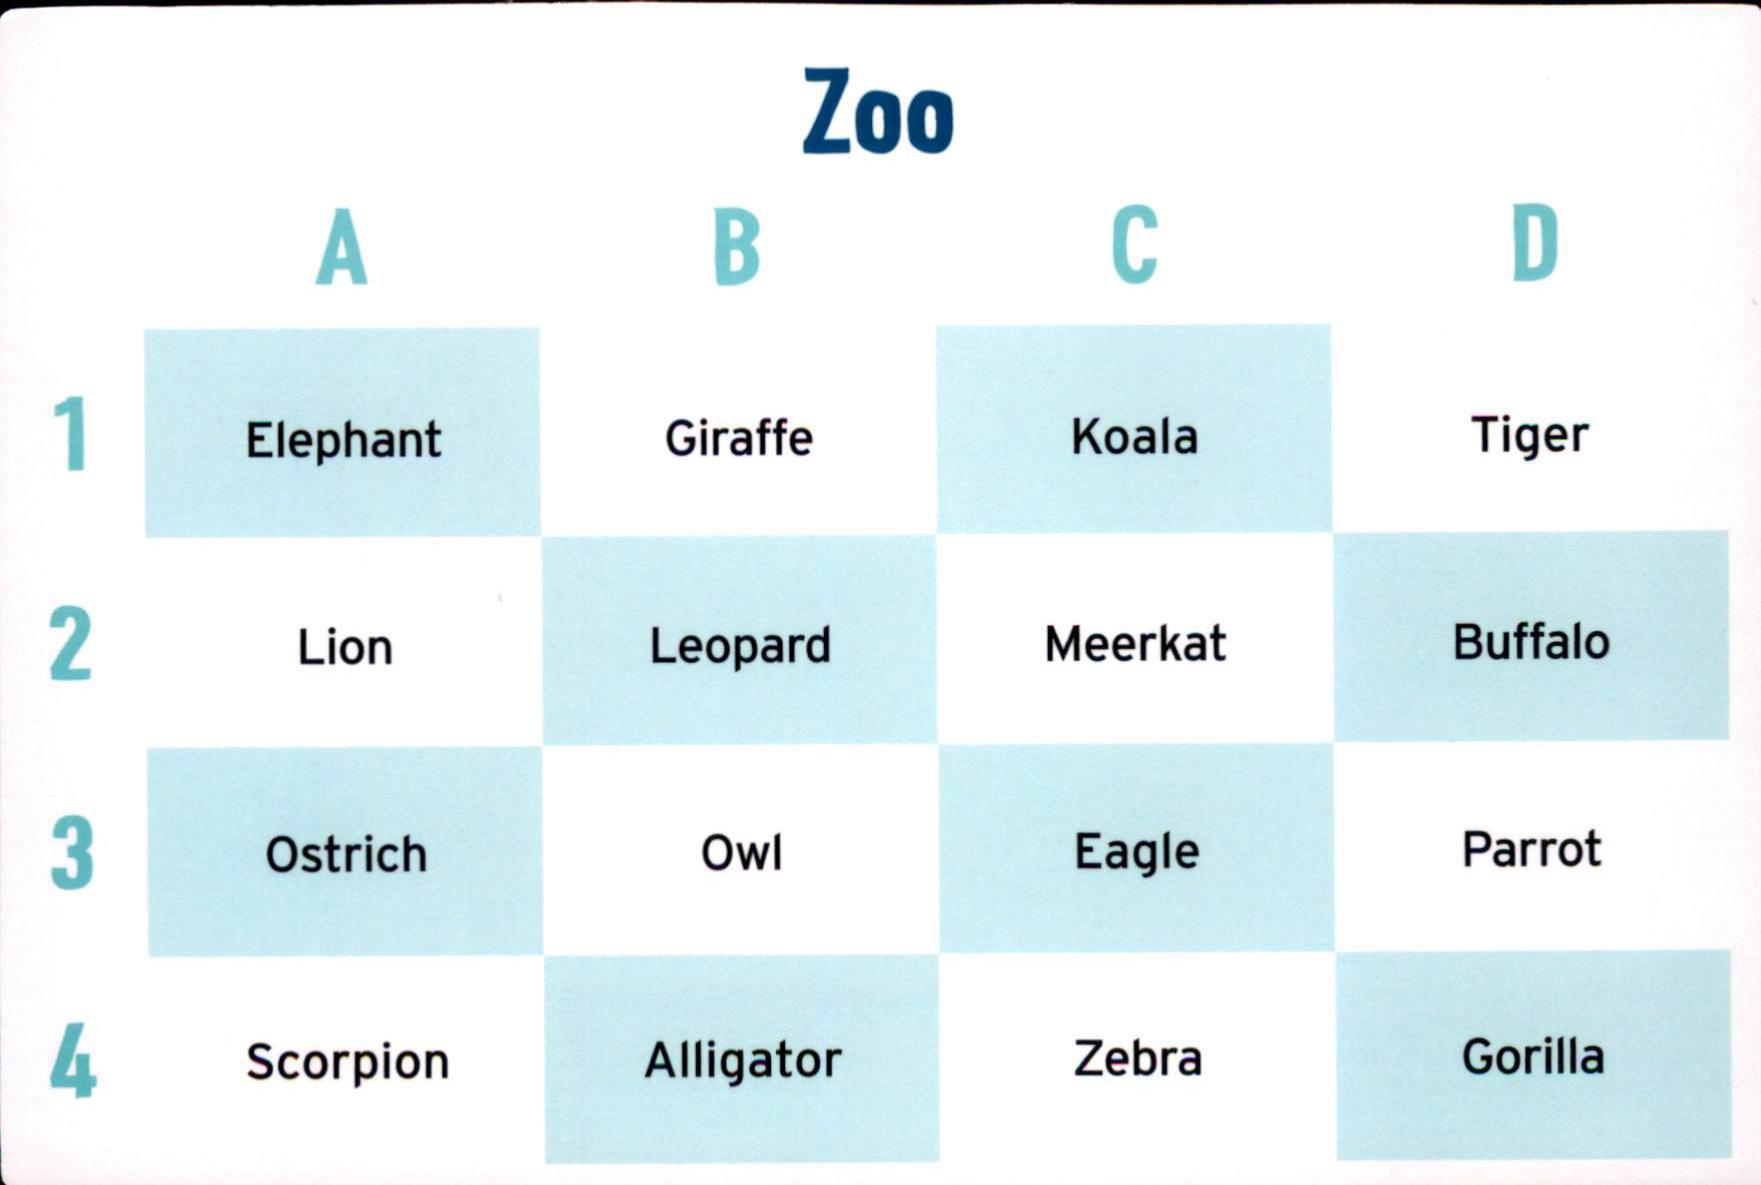 Zoo
A B C D
1 Elephant Giraffe Koala Tiger
2 Lion Leopard Meerkat Buffalo
3 Ostrich Owl Eagle Parrot
4 Scorpion Alligator Zebra Gorilla